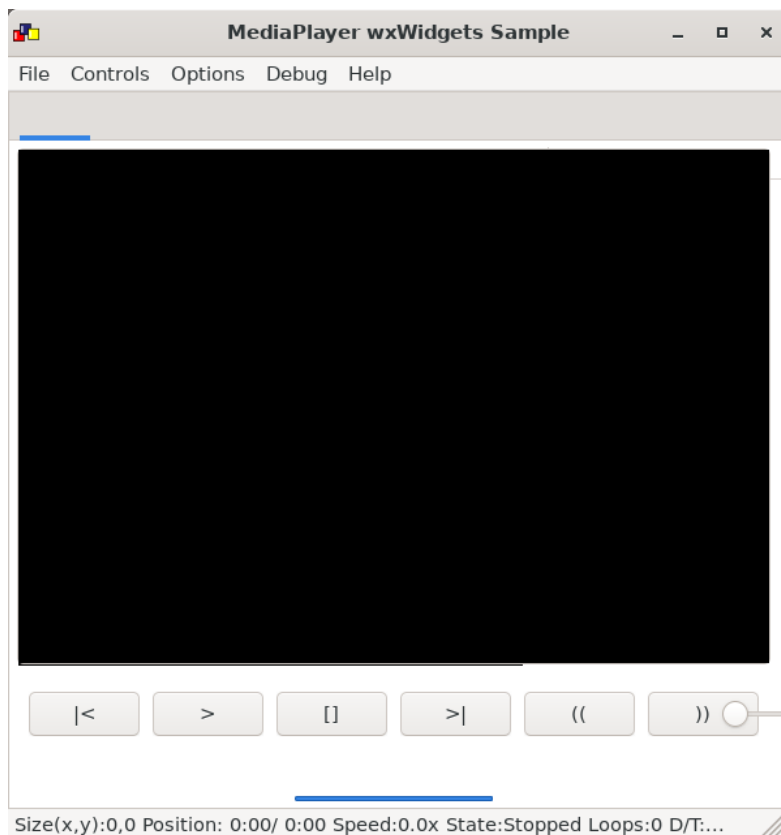 MediaPlayer wxWidgets Sample
File Controls Options Debug Help
|< > [] >| (( ))
Size(x,y):0,0 Position: 0:00/ 0:00 Speed:0.0x State:Stopped Loops:0 D/T:...